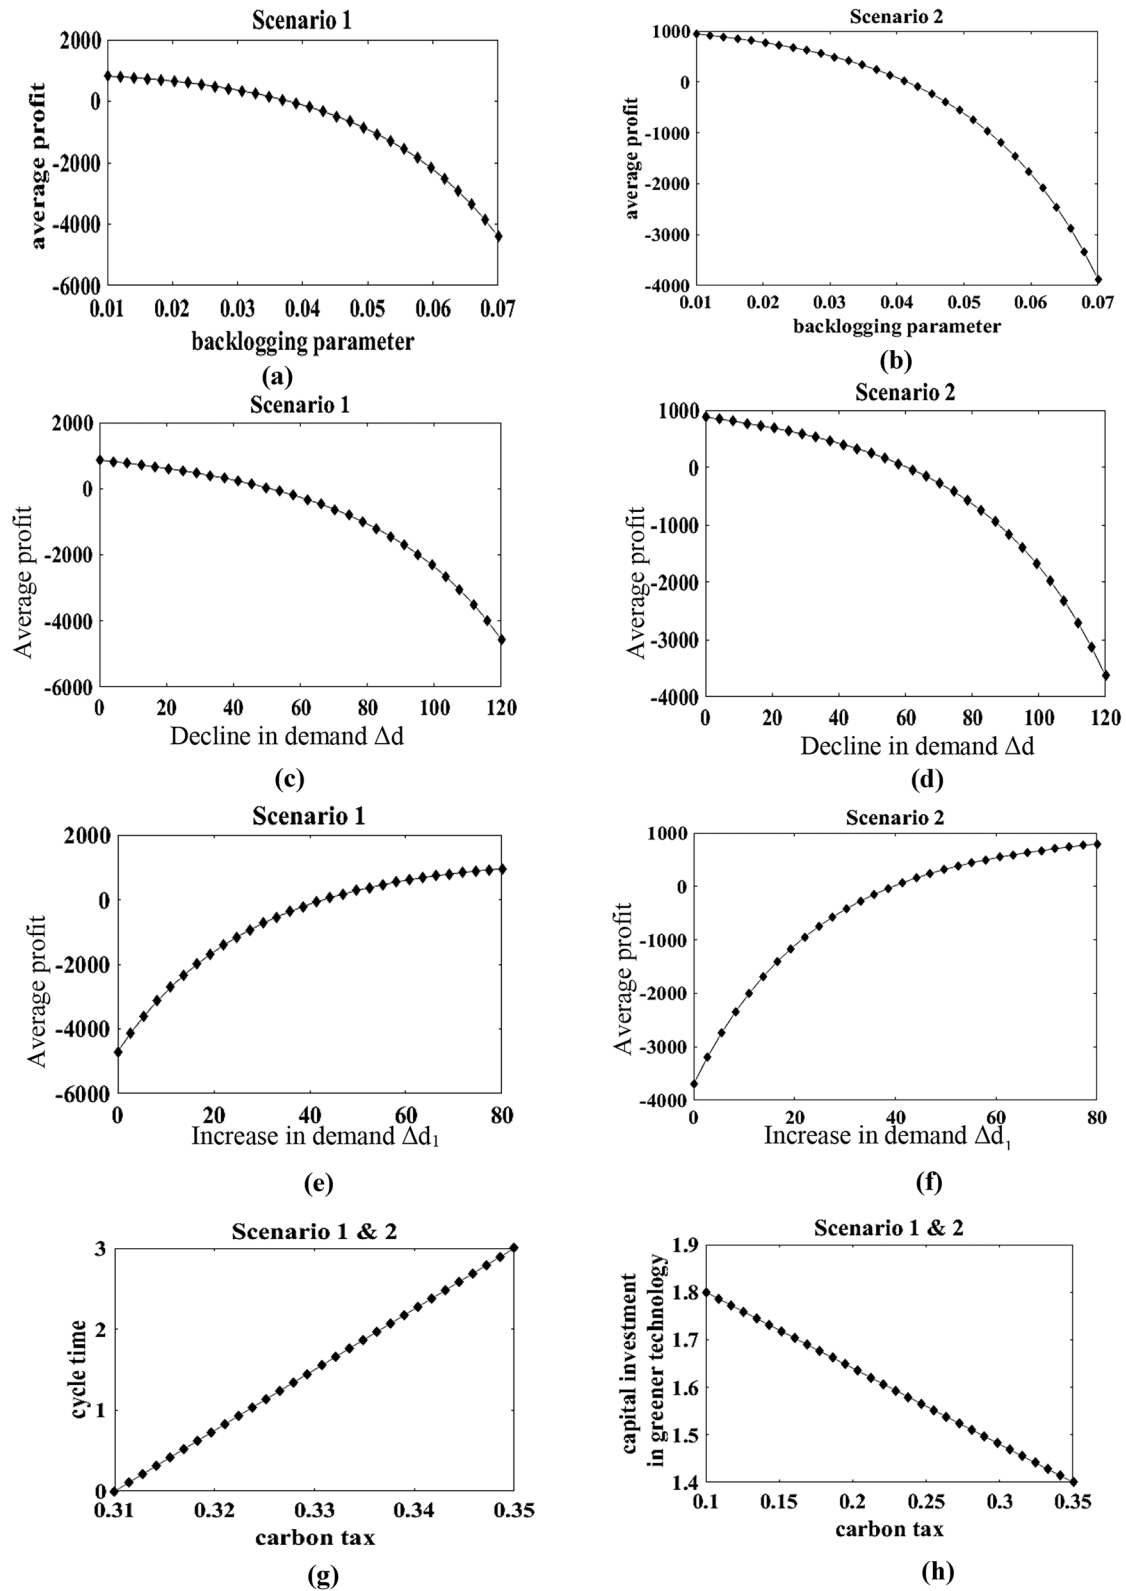 Scenario 1
2000
0
-2000
-4000
-6000
average profit
0.01 0.02 0.03 0.04 0.05 0.06 0.07
backlogging parameter
(a)
Scenario 2
1000
0
-1000
-2000
-3000
-4000
average profit
0.01 0.02 0.03 0.04 0.05 0.06 0.07
backlogging parameter
(b)
Scenario 1
2000
0
-2000
-4000
-6000
Average profit
0 20 40 60 80 100 120
Decline in demand Δd
(c)
Scenario 2
1000
0
-1000
-2000
-3000
-4000
Average profit
0 20 40 60 80 100 120
Decline in demand Δd
(d)
Scenario 1
2000
0
-2000
-4000
-6000
Average profit
0 20 40 60 80
Increase in demand Δd₁
(e)
Scenario 2
1000
0
-1000
-2000
-3000
-4000
Average profit
0 20 40 60 80
Increase in demand Δd₁
(f)
Scenario 1 & 2
3
2
1
0
cycle time
0.31 0.32 0.33 0.34 0.35
carbon tax
(g)
Scenario 1 & 2
1.9
1.8
1.7
1.6
1.5
1.4
capital investment
in greener technology
0.1 0.15 0.2 0.25 0.3 0.35
carbon tax
(h)